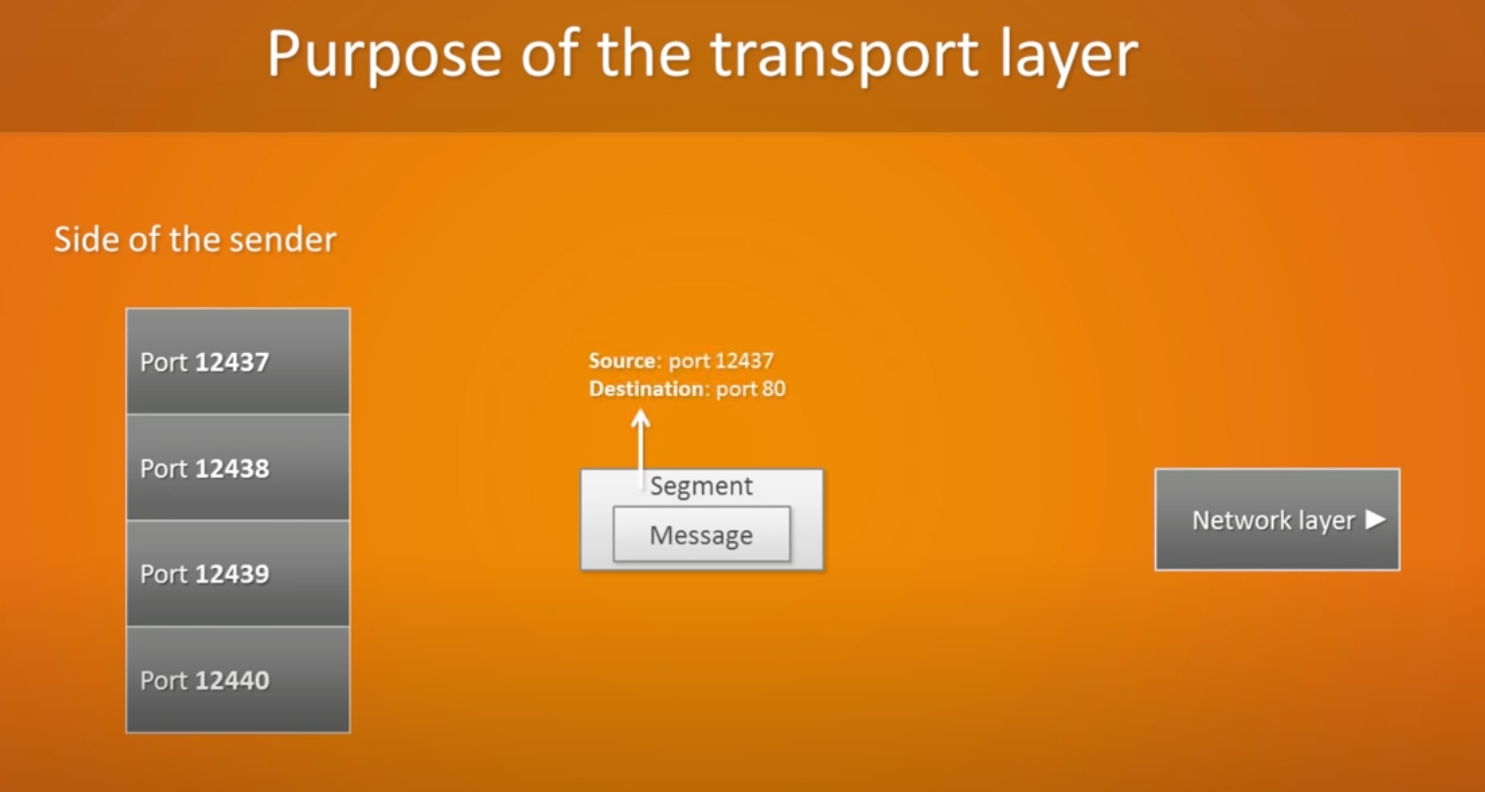 Purpose of the transport layer
Side of the sender
Port 12437
Port 12438
Port 12439
Port 12440
Source: port 12437
Destination: port 80
Segment
Message
Network layer ▶